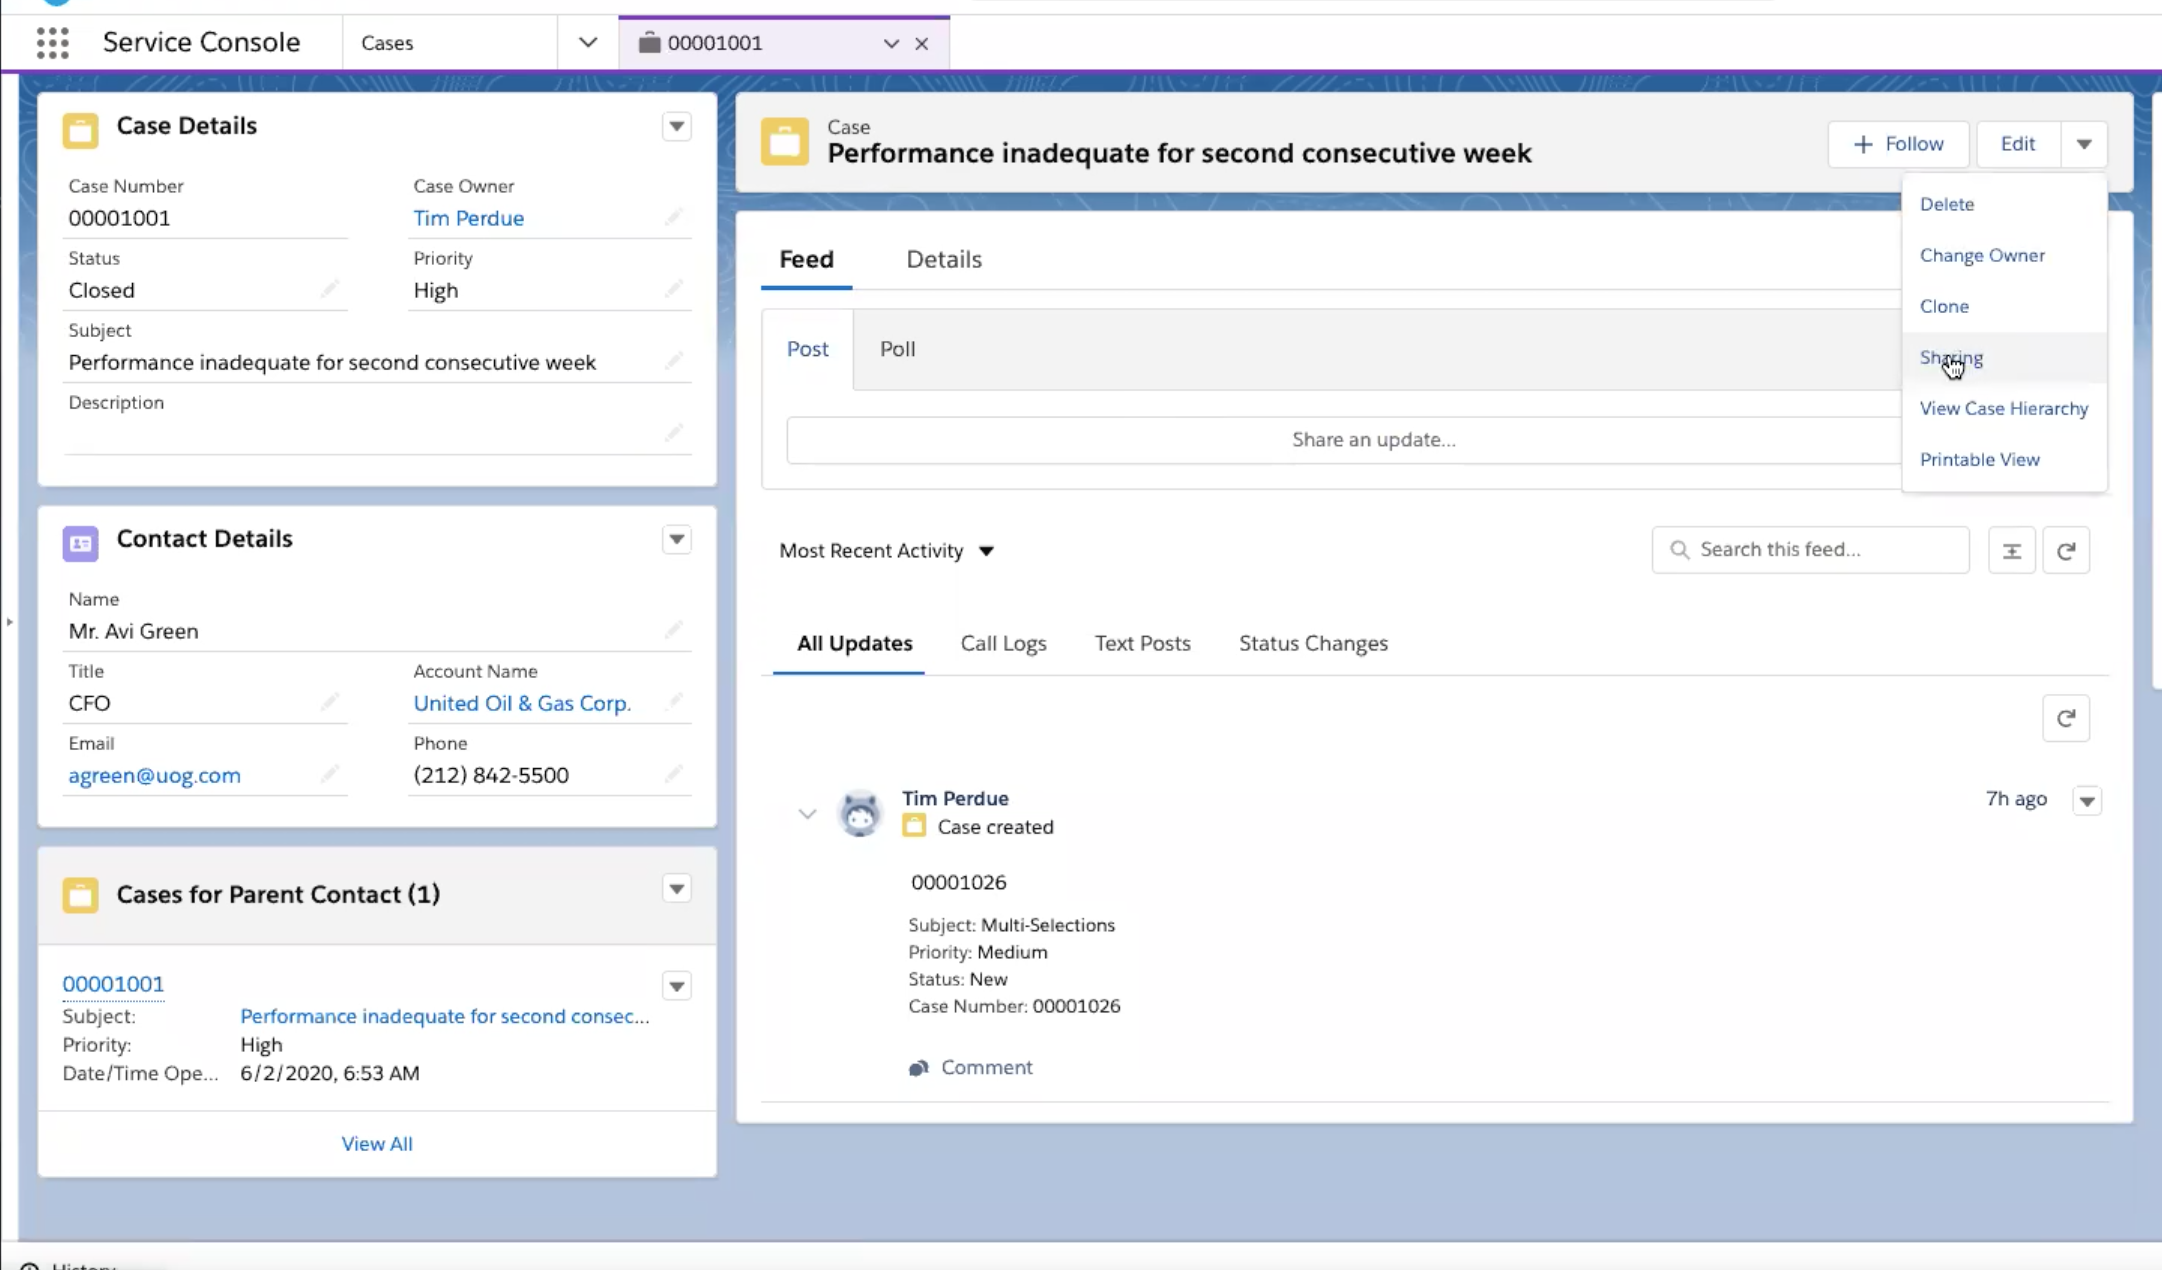 Service Console
Cases
00001001
Case Details
Case Number
00001001
Case Owner
Tim Perdue
Status
Closed
Priority
High
Subject
Performance inadequate for second consecutive week
Description
Contact Details
Name
Mr. Avi Green
Title
CFO
Account Name
United Oil & Gas Corp.
Email
agreen@uog.com
Phone
(212) 842-5500
Cases for Parent Contact (1)
00001001
Subject: Performance inadequate for second consec...
Priority: High
Date/Time Ope... 6/2/2020, 6:53 AM
View All
Case
Performance inadequate for second consecutive week
Follow
Edit
Delete
Change Owner
Clone
Sharing
View Case Hierarchy
Printable View
Feed
Details
Post
Poll
Share an update...
Most Recent Activity
Search this feed...
All Updates
Call Logs
Text Posts
Status Changes
Tim Perdue
7h ago
Case created
00001026
Subject: Multi-Selections
Priority: Medium
Status: New
Case Number: 00001026
Comment
History